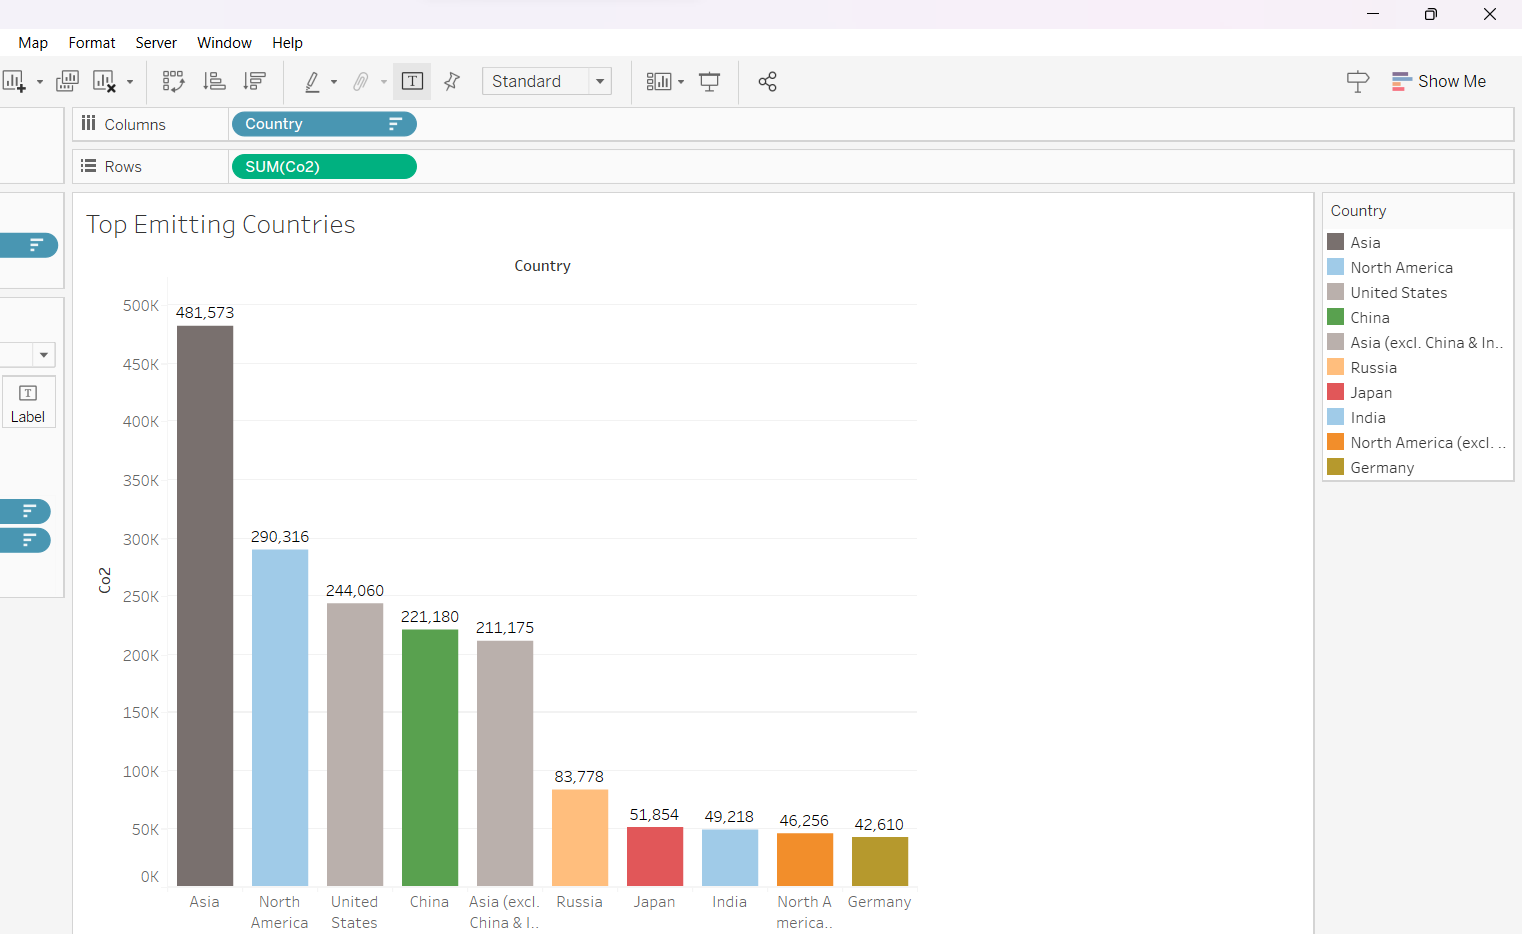 Map Format Server Window Help
Standard
Show Me
Columns Country
Rows SUM(Co2)
Label
Top Emitting Countries
Country
Co2
500K
450K
400K
350K
300K
250K
200K
150K
100K
50K
0K
481,573
290,316
244,060
221,180
211,175
83,778
51,854
49,218
46,256
42,610
Asia
North
America
United
States
China
Asia (excl.
China & I..
Russia
Japan
India
North A
merica..
Germany
Country
Asia
North America
United States
China
Asia (excl. China & In..
Russia
Japan
India
North America (excl. ..
Germany